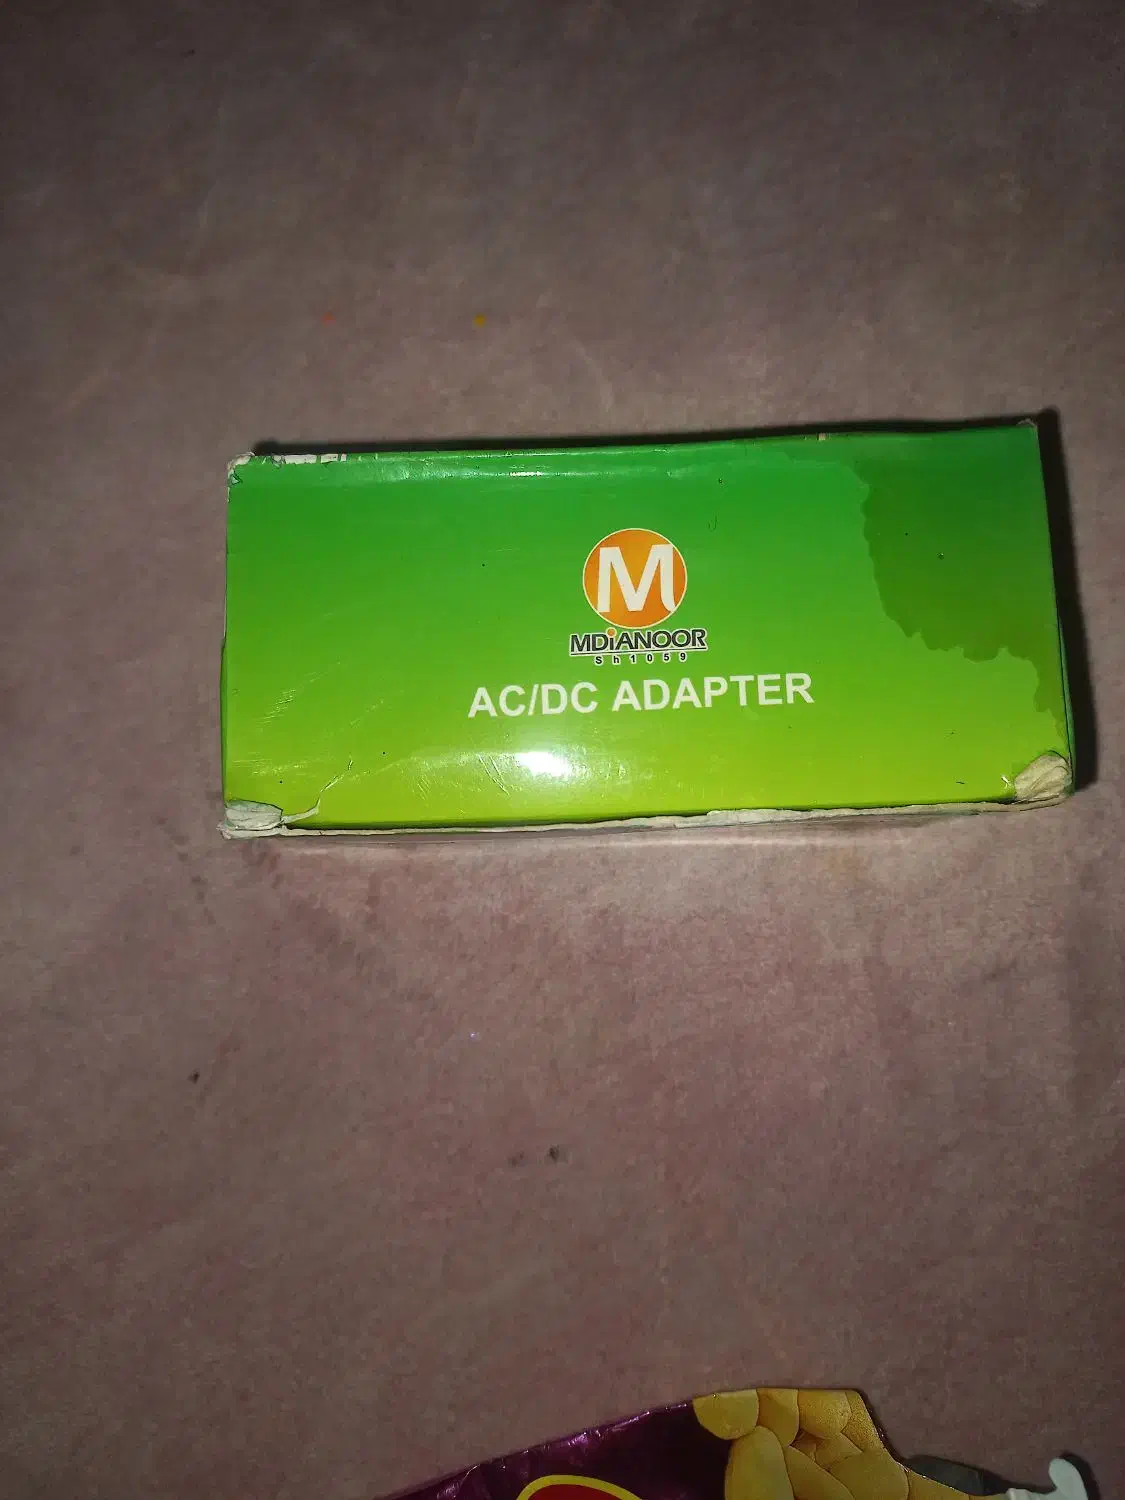 M
MDiANOOR
Sh1059
AC/DC ADAPTER